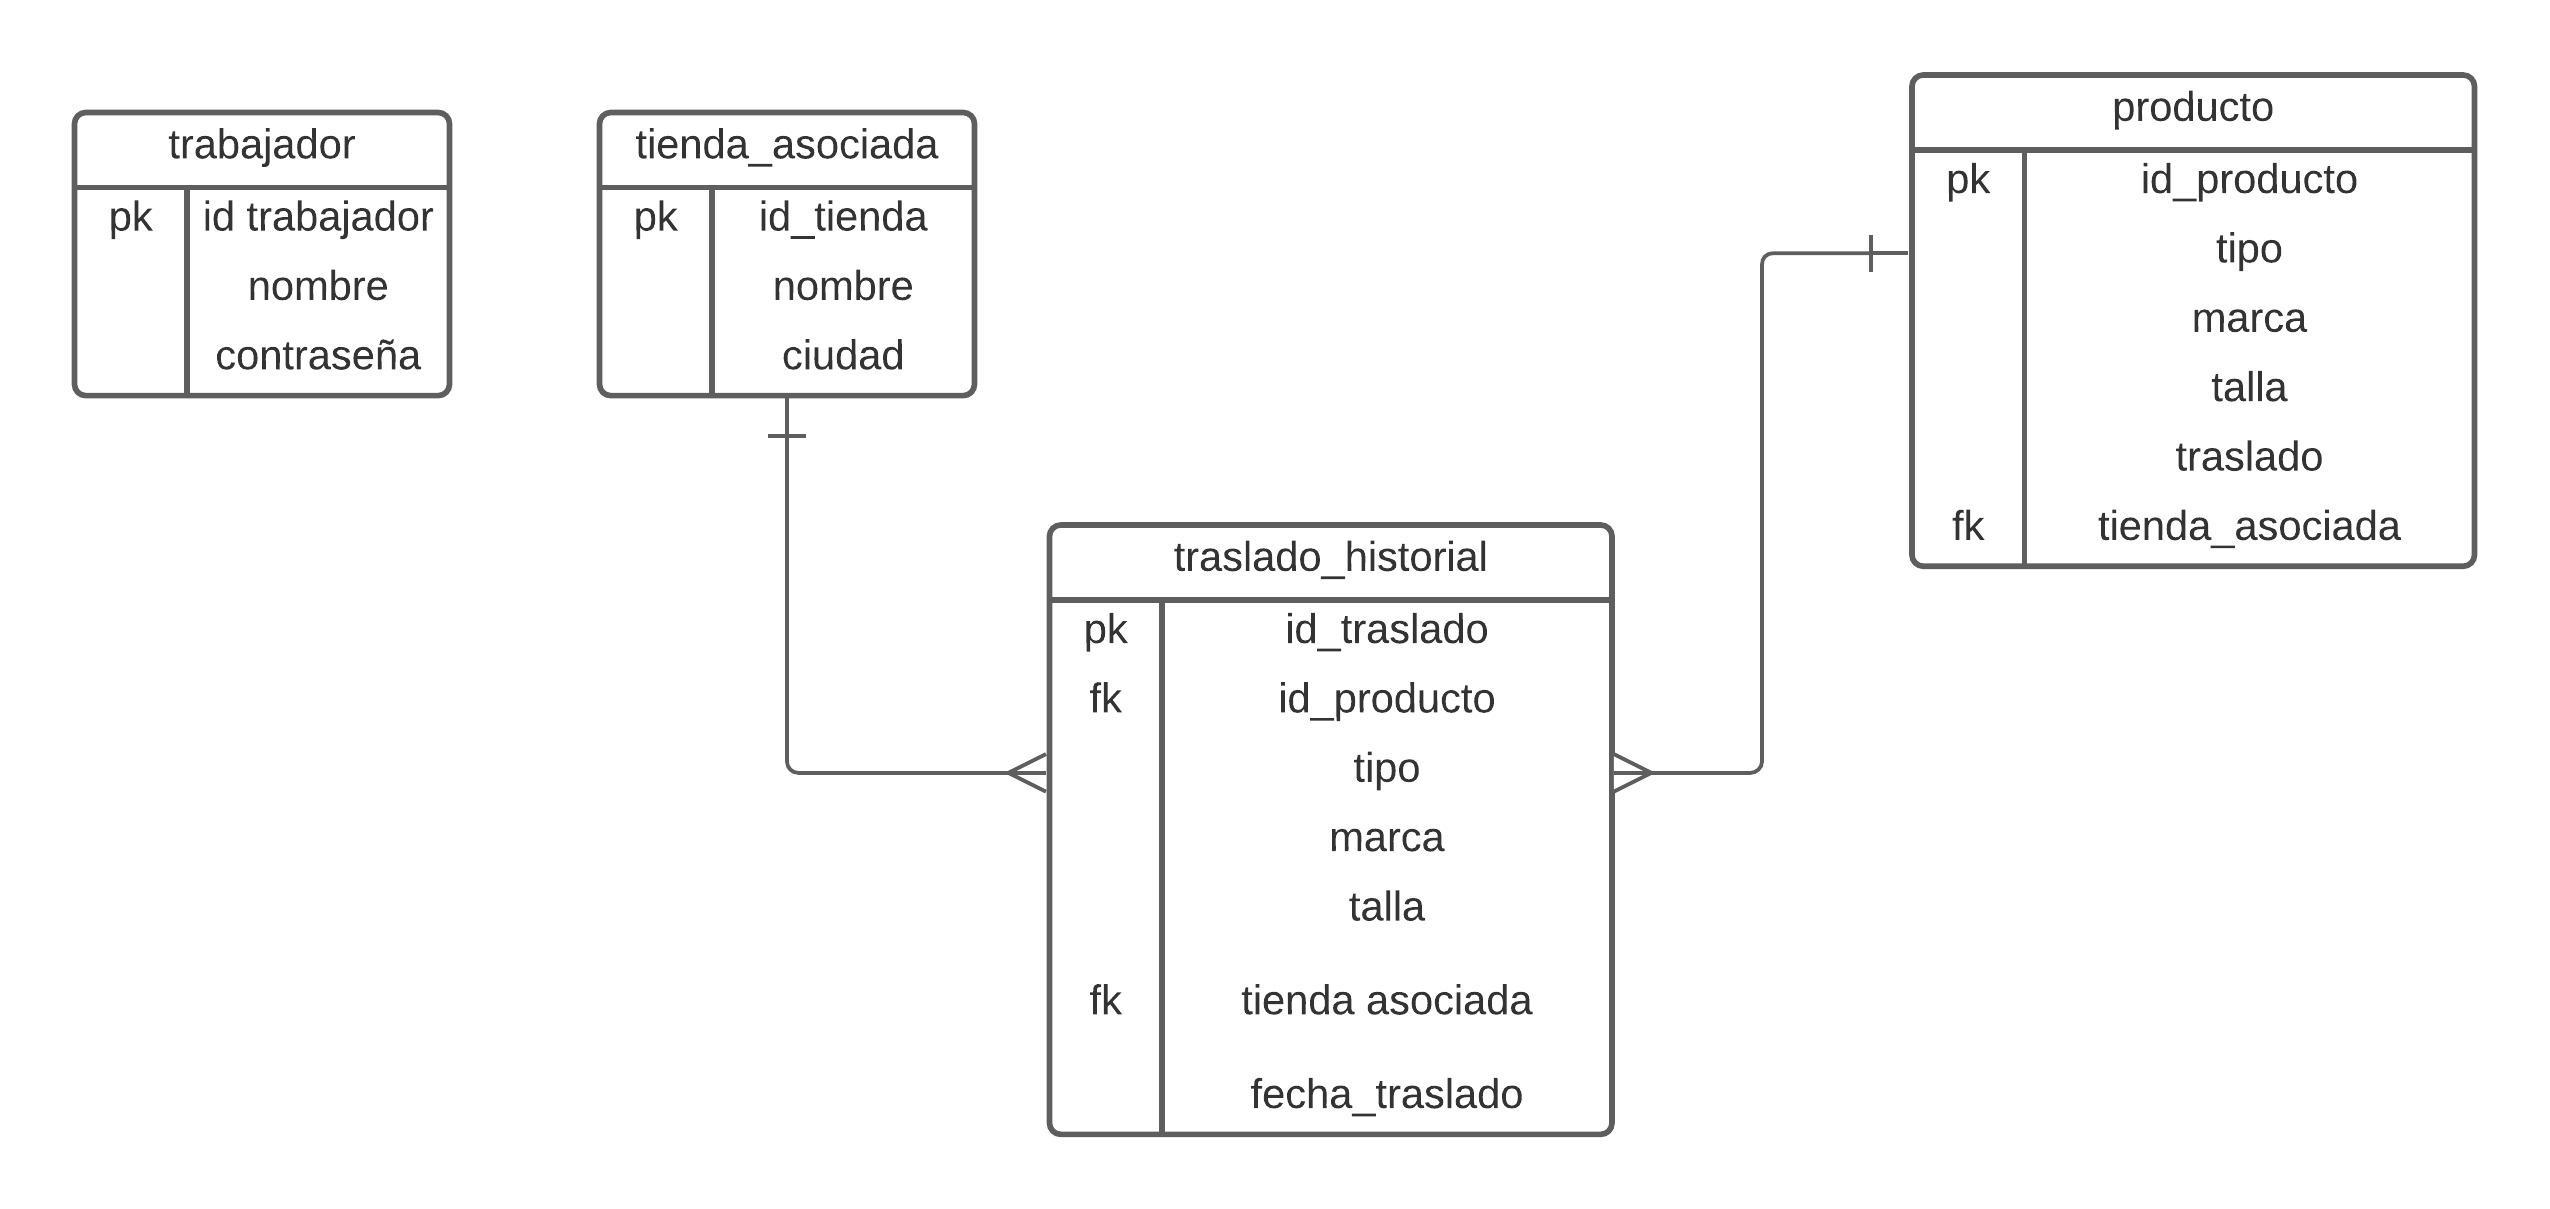 trabajador
pk id trabajador
nombre
contraseña
tienda_asociada
pk id_tienda
nombre
ciudad
producto
pk id_producto
tipo
marca
talla
traslado
fk tienda_asociada
traslado_historial
pk id_traslado
fk id_producto
tipo
marca
talla
fk tienda asociada
fecha_traslado